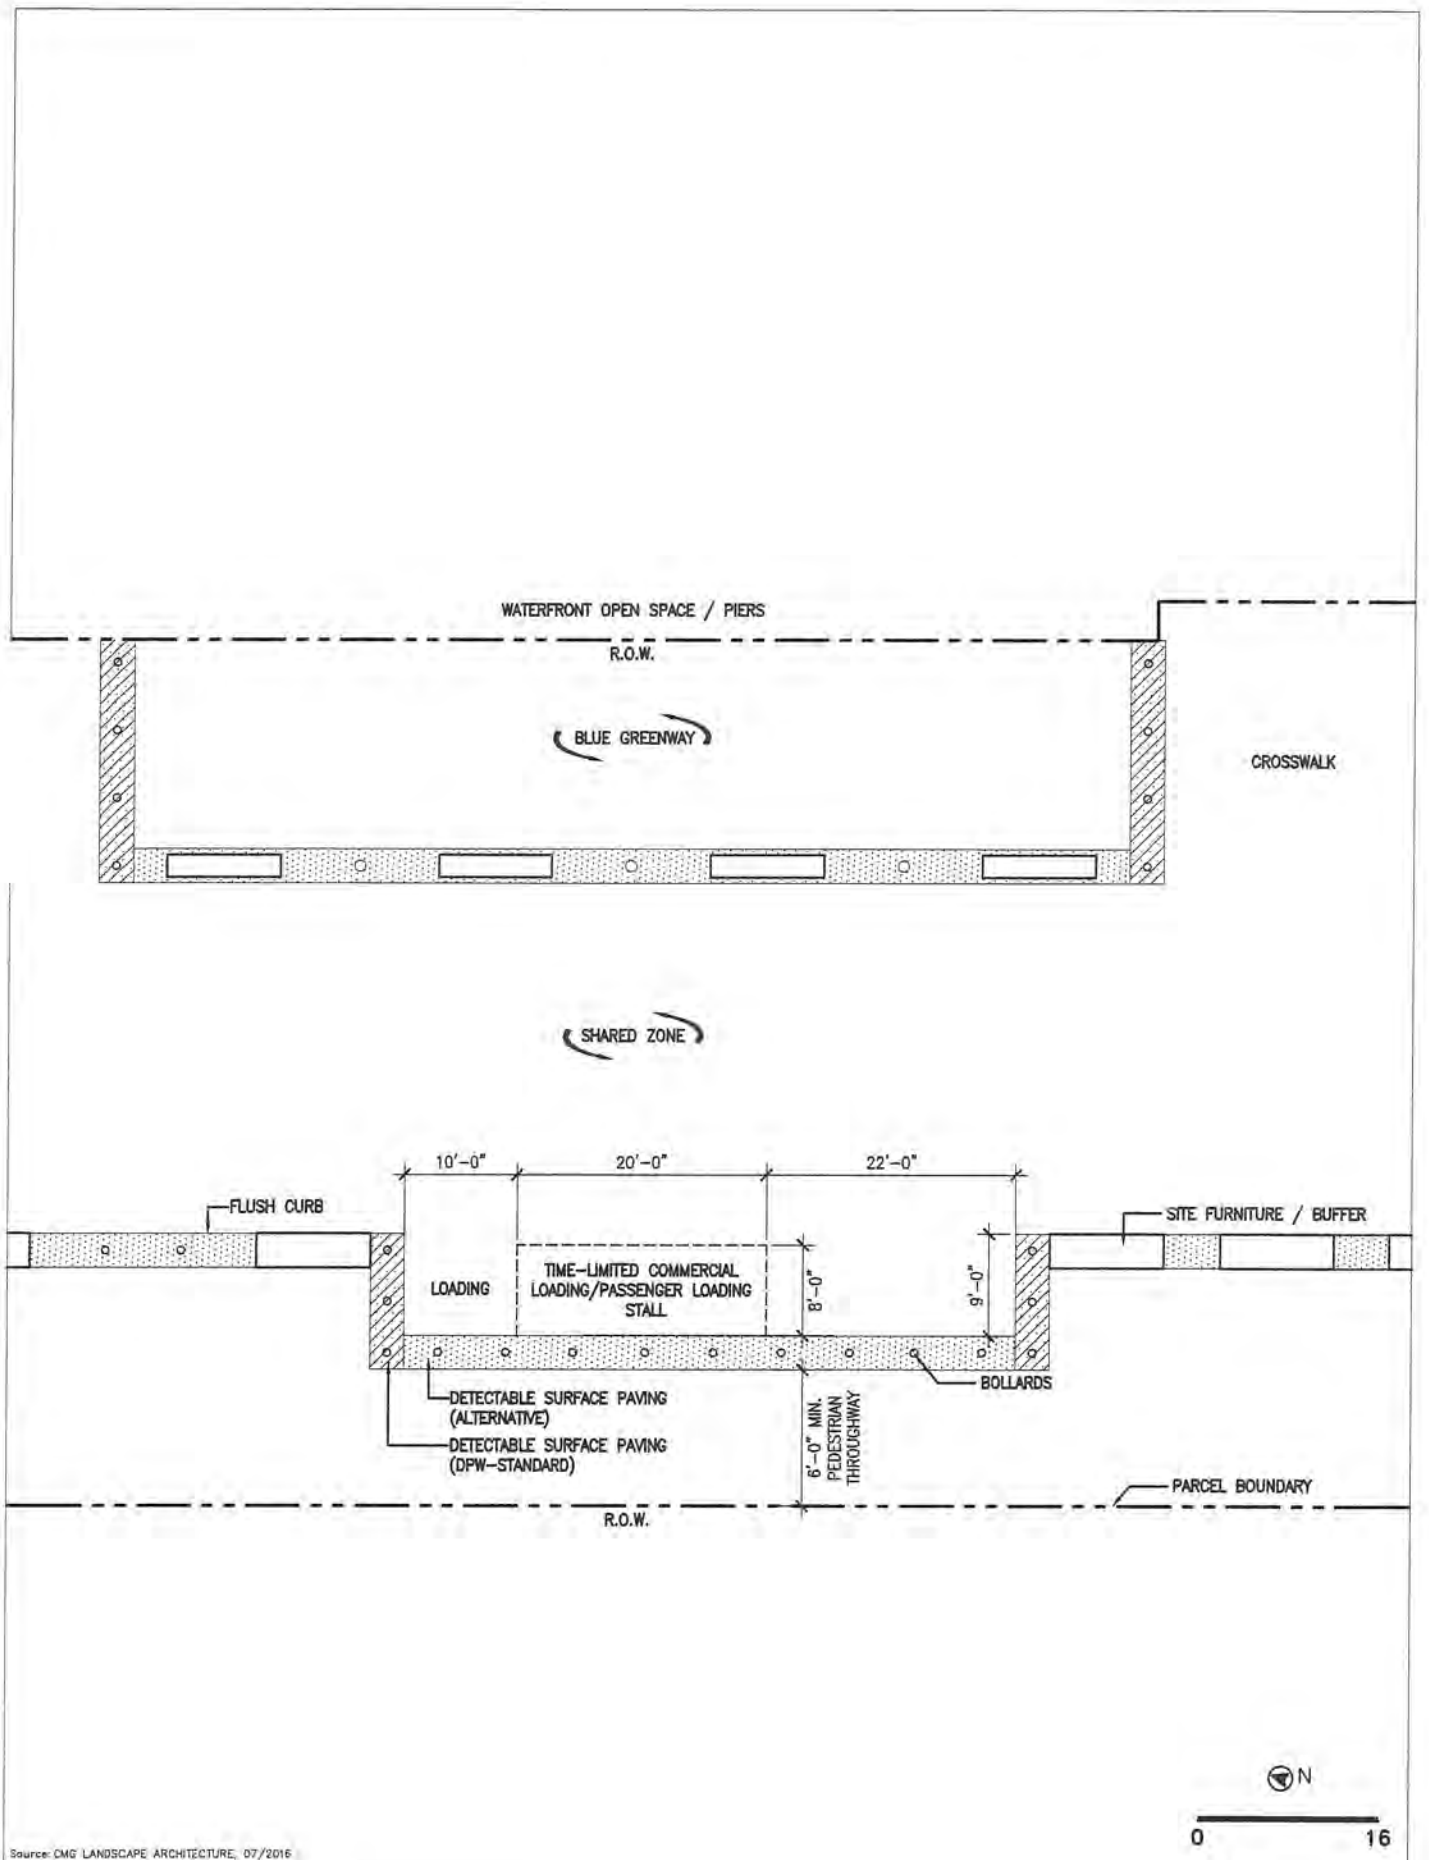 WATERFRONT OPEN SPACE / PIERS
R.O.W.
BLUE GREENWAY
CROSSWALK
SHARED ZONE
10'-0"
20'-0"
22'-0"
FLUSH CURB
SITE FURNITURE / BUFFER
LOADING
TIME-LIMITED COMMERCIAL
LOADING/PASSENGER LOADING
STALL
8'-0"
9'-0"
BOLLARDS
DETECTABLE SURFACE PAVING
(ALTERNATIVE)
DETECTABLE SURFACE PAVING
(DPW-STANDARD)
6'-0" MIN.
PEDESTRIAN
THROUGHWAY
PARCEL BOUNDARY
R.O.W.
N
0 16
Source: CMG LANDSCAPE ARCHITECTURE, 07/2016